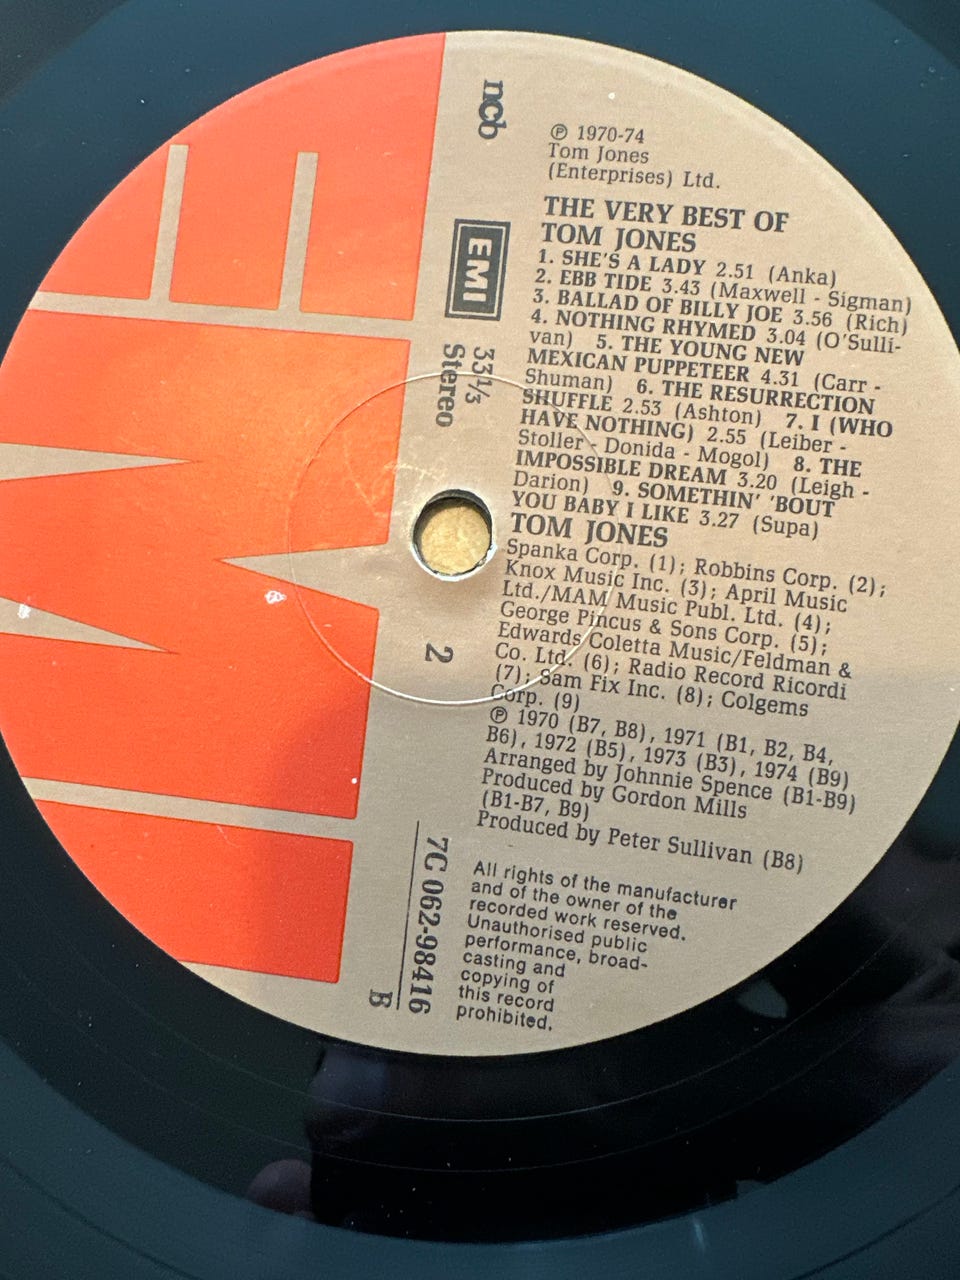 ncb
℗ 1970-74
Tom Jones
(Enterprises) Ltd.
EMI
33⅓
Stereo
THE VERY BEST OF
TOM JONES
1. SHE'S A LADY 2.51 (Anka)
2. EBB TIDE 3.43 (Maxwell - Sigman)
3. BALLAD OF BILLY JOE 3.56 (Rich)
4. NOTHING RHYMED 3.04 (O'Sulli-
van) 5. THE YOUNG NEW
MEXICAN PUPPETEER 4.31 (Carr -
Shuman) 6. THE RESURRECTION
SHUFFLE 2.53 (Ashton) 7. I (WHO
HAVE NOTHING) 2.55 (Leiber -
Stoller - Donida - Mogol) 8. THE
IMPOSSIBLE DREAM 3.20 (Leigh -
Darion) 9. SOMETHIN' 'BOUT
YOU BABY I LIKE 3.27 (Supa)
TOM JONES
Spanka Corp. (1); Robbins Corp. (2);
Knox Music Inc. (3); April Music
Ltd./MAM Music Publ. Ltd. (4);
George Pincus & Sons Corp. (5);
Edwards Coletta Music/Feldman &
Co. Ltd. (6); Radio Record Ricordi
(7); Sam Fix Inc. (8); Colgems
Corp. (9)
℗ 1970 (B7, B8), 1971 (B1, B2, B4,
B6), 1972 (B5), 1973 (B3), 1974 (B9)
Arranged by Johnnie Spence (B1-B9)
Produced by Gordon Mills
(B1-B7, B9)
Produced by Peter Sullivan (B8)
2
7C 062-98416
B
All rights of the manufacturer
and of the owner of the
recorded work reserved.
Unauthorised public
performance, broad-
casting and
copying of
this record
prohibited.
EMI